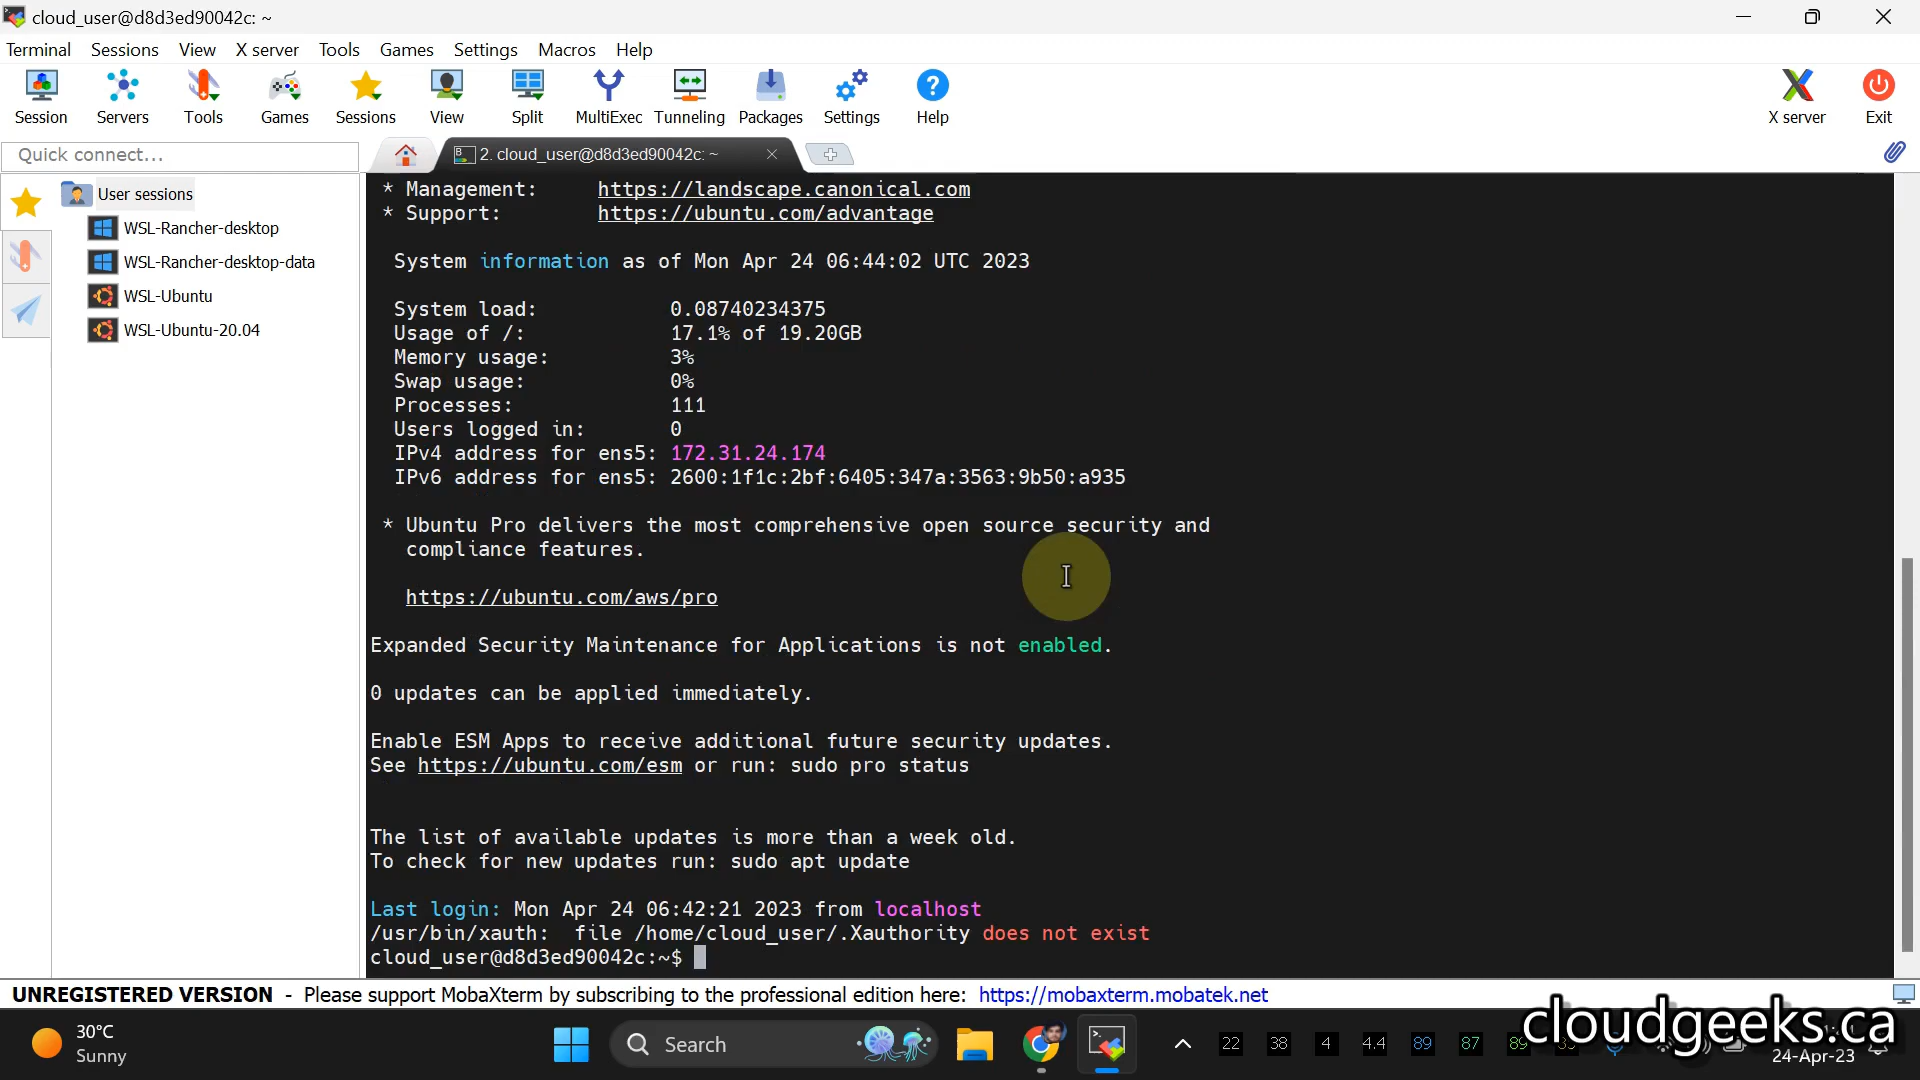 cloud_user@d8d3ed90042c: ~
Terminal Sessions View X server Tools Games Settings Macros Help
Session Servers Tools Games Sessions View Split MultiExec Tunneling Packages Settings Help X server Exit
Quick connect...
2. cloud_user@d8d3ed90042c: ~
User sessions
WSL-Rancher-desktop
WSL-Rancher-desktop-data
WSL-Ubuntu
WSL-Ubuntu-20.04
* Management: https://landscape.canonical.com
* Support: https://ubuntu.com/advantage
System information as of Mon Apr 24 06:44:02 UTC 2023
System load: 0.08740234375
Usage of /: 17.1% of 19.20GB
Memory usage: 3%
Swap usage: 0%
Processes: 111
Users logged in: 0
IPv4 address for ens5: 172.31.24.174
IPv6 address for ens5: 2600:1f1c:2bf:6405:347a:3563:9b50:a935
* Ubuntu Pro delivers the most comprehensive open source security and
compliance features.
https://ubuntu.com/aws/pro
Expanded Security Maintenance for Applications is not enabled.
0 updates can be applied immediately.
Enable ESM Apps to receive additional future security updates.
See https://ubuntu.com/esm or run: sudo pro status
The list of available updates is more than a week old.
To check for new updates run: sudo apt update
Last login: Mon Apr 24 06:42:21 2023 from localhost
/usr/bin/xauth: file /home/cloud_user/.Xauthority does not exist
cloud_user@d8d3ed90042c:~$
UNREGISTERED VERSION - Please support MobaXterm by subscribing to the professional edition here: https://mobaxterm.mobatek.net
30°C
Sunny
Search
22 38 4 4.4 89 87 89
cloudgeeks.ca
24-Apr-23